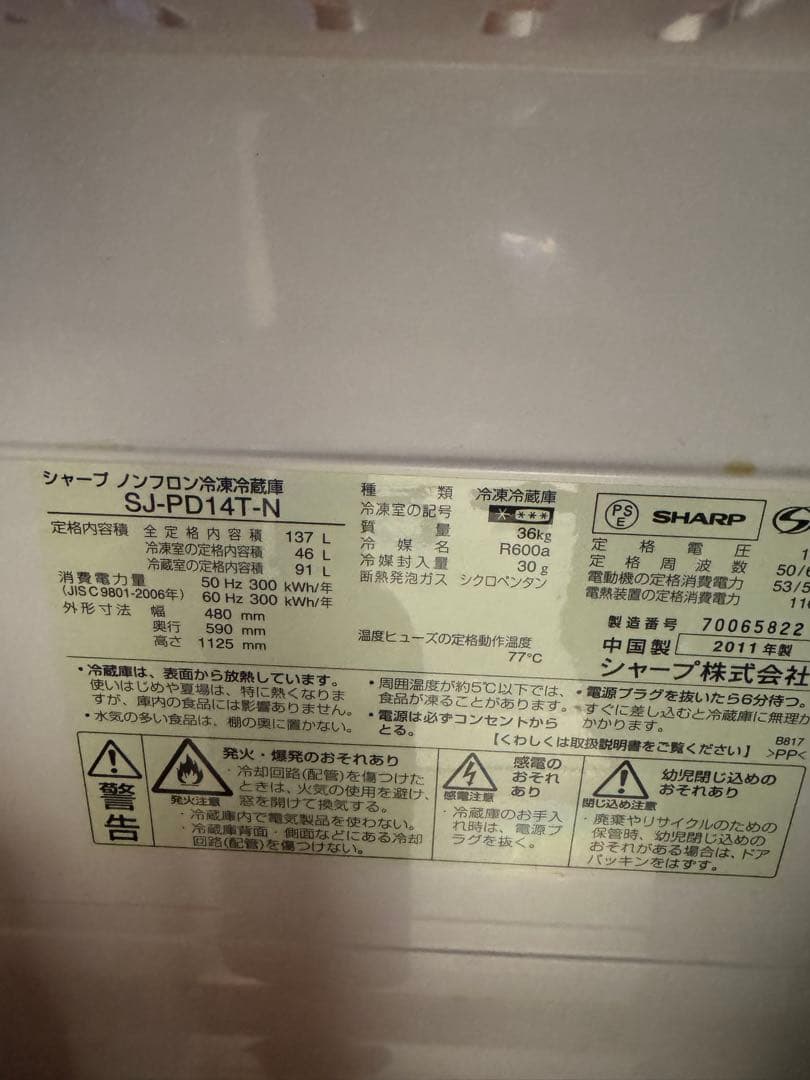 シャープ ノンフロン冷凍冷蔵庫
SJ-PD14T-N
定格内容積 全定格内容積 137 L
冷凍室の定格内容積 46 L
冷蔵室の定格内容積 91 L
消費電力量 50 Hz 300 kWh/年
(JISC9801-2006年) 60 Hz 300 kWh/年
外形寸法 幅 480 mm
奥行 590 mm
高さ 1125 mm
種類 冷凍冷蔵庫
冷凍室の記号 ****
質量 36kg
冷媒名 R600a
冷媒封入量 30g
断熱発泡ガス シクロペンタン
温度ヒューズの定格動作温度
77℃
PSE SHARP
定格電圧
定格周波数 50/
電動機の定格消費電力 53/5
電熱装置の定格消費電力 11
製造番号 70065822
中国製 2011年製
シャープ株式会社
・冷蔵庫は、表面から放熱しています。
使いはじめや夏場は、特に熱くなりま
すが、庫内の食品には影響ありません。
・水気の多い食品は、棚の奥に置かない。
・周囲温度が約5℃以下では、
食品が凍ることがあります。
・電源は必ずコンセントから
とる。
・電源プラグを抜いたら6分待つ。
すぐに差し込むと冷蔵庫に無理が
かかります。
【くわしくは取扱説明書をご覧ください】
B817
>PP<
警告
発火注意
発火・爆発のおそれあり
・冷却回路(配管)を傷つけた
ときは、火気の使用を避け、
窓を開けて換気する。
・冷蔵庫内で電気製品を使わない。
・冷蔵庫背面・側面などにある冷却
回路(配管)を傷つけない。
感電注意
感電の
おそれ
あり
・冷蔵庫のお手入
れ時は、電源プ
ラグを抜く。
閉じ込め注意
幼児閉じ込めの
おそれあり
・廃棄やリサイクルのための
保管時、幼児閉じ込めの
おそれがある場合は、ドア
パッキンをはずす。